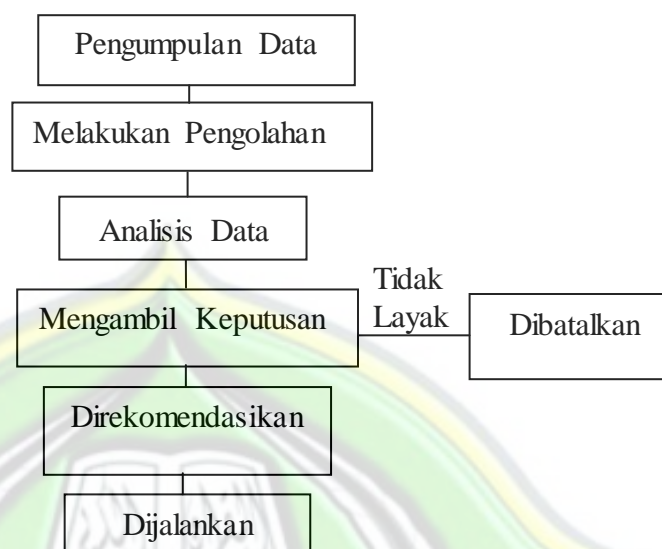 Pengumpulan Data
Melakukan Pengolahan
Analisis Data
Mengambil Keputusan
Tidak
Layak
Dibatalkan
Direkomendasikan
Dijalankan